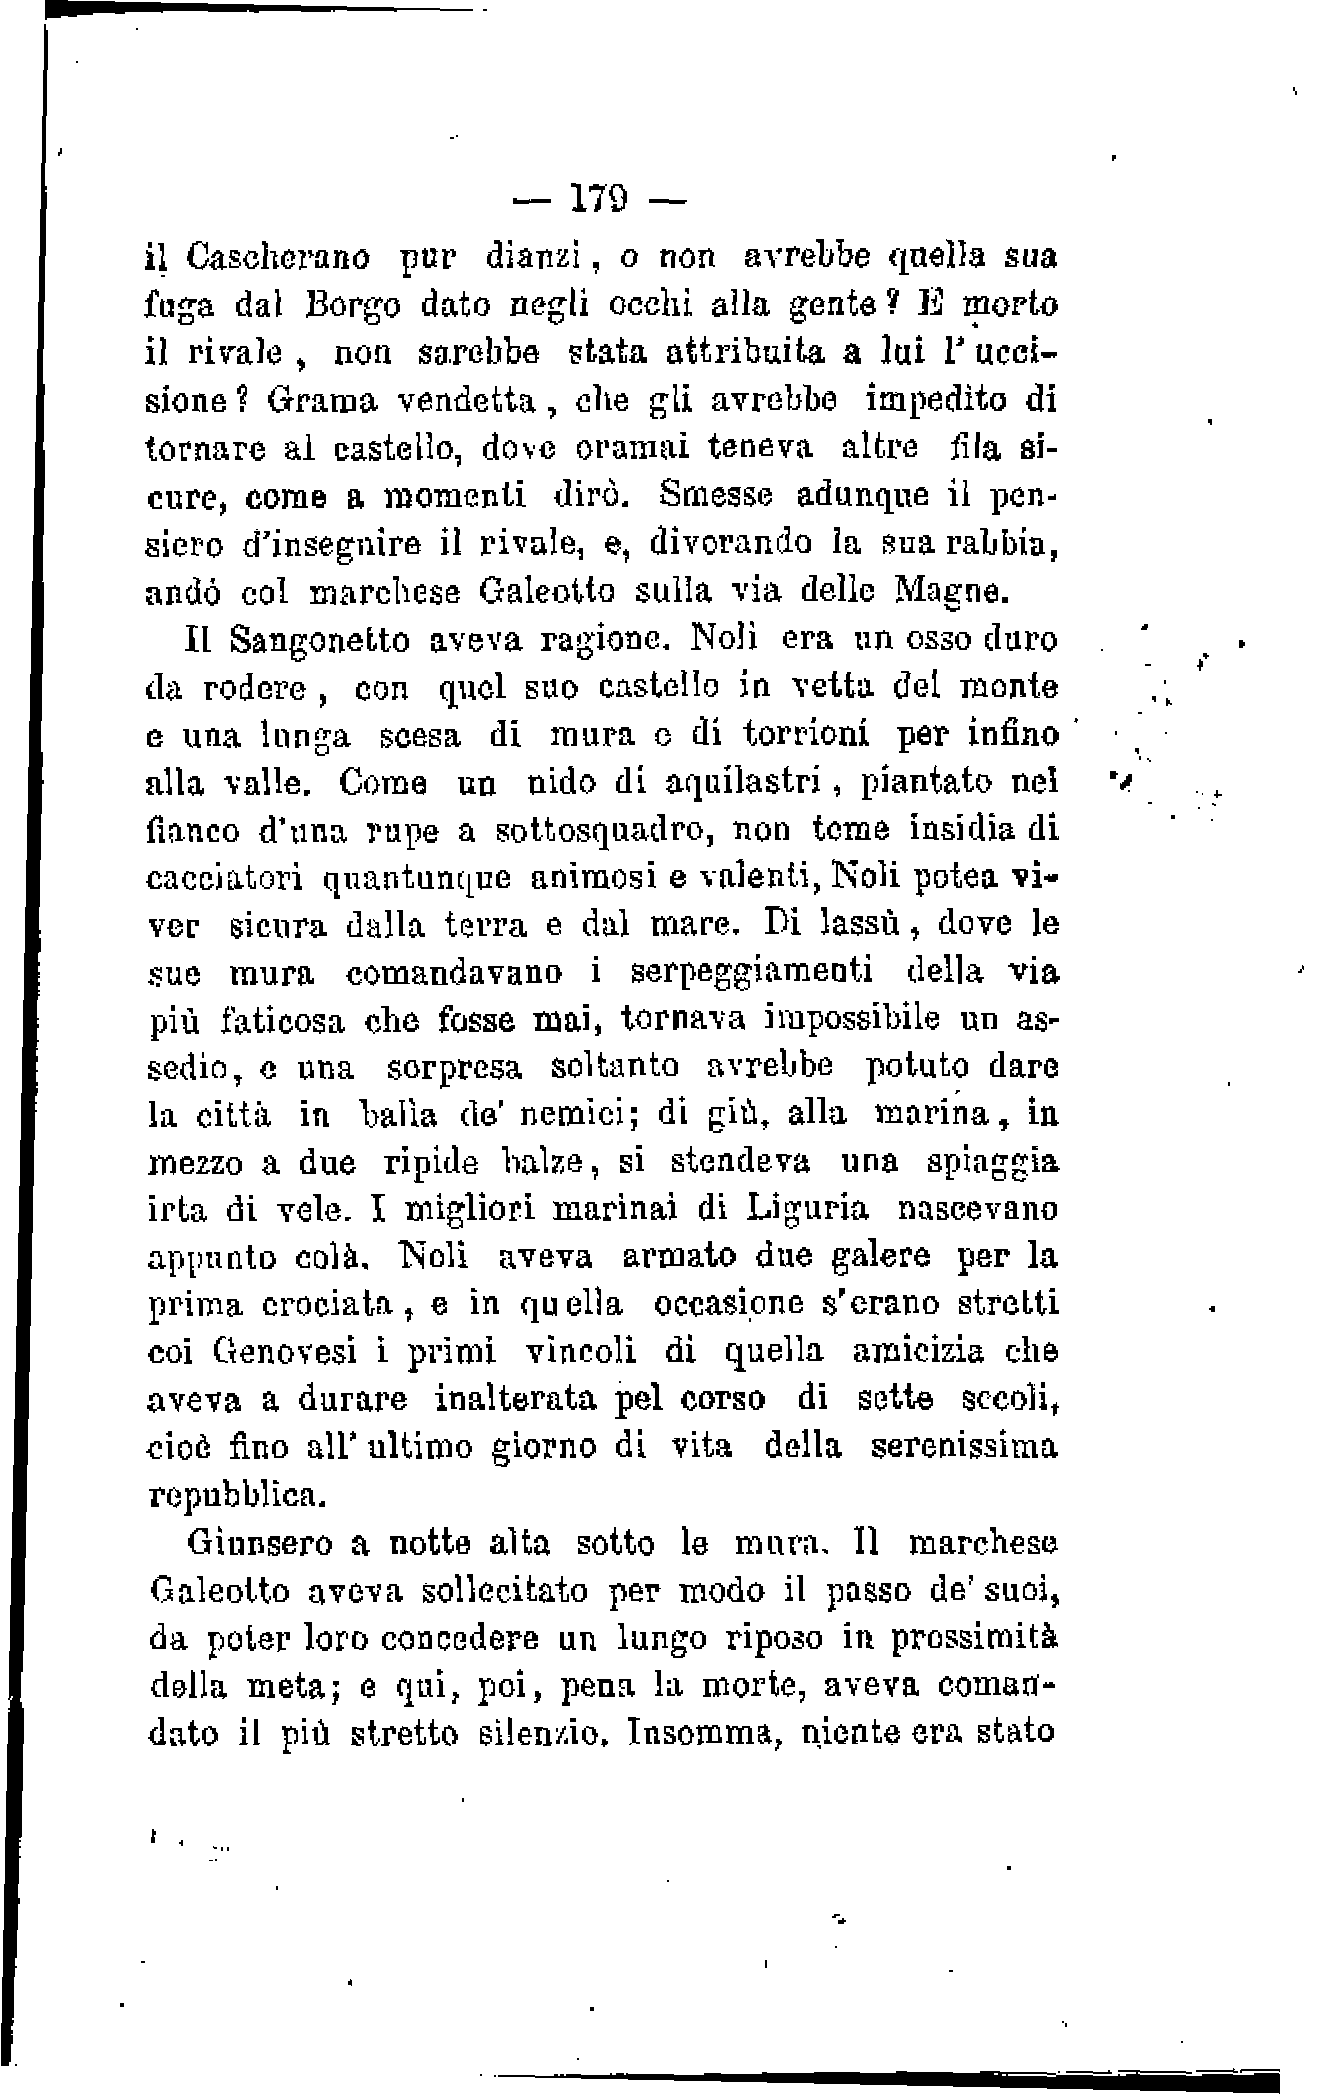 — 179 —
il Cascherano pur dianzi, o non avrebbe quella sua
fuga dal Borgo dato negli occhi alla gente? E morto
il rivale, non sarebbe stata attribuita a lui l'ucci-
sione? Grama vendetta, che gli avrebbe impedito di
tornare al castello, dove oramai teneva altre fila si-
cure, come a momenti dirò. Smesse adunque il pen-
siero d'inseguire il rivale, e, divorando la sua rabbia,
andò col marchese Galeotto sulla via delle Magne.
Il Sangonetto aveva ragione. Noli era un osso duro
da rodere, con quel suo castello in vetta del monte
e una lunga scesa di mura e di torrioni per infino
alla valle. Come un nido di aquilastri, piantato nel
fianco d'una rupe a sottosquadro, non teme insidia di
cacciatori quantunque animosi e valenti, Noli potea vi-
ver sicura dalla terra e dal mare. Di lassù, dove le
sue mura comandavano i serpeggiamenti della via
più faticosa che fosse mai, tornava impossibile un as-
sedio, e una sorpresa soltanto avrebbe potuto dare
la città in balìa de' nemici; di giù, alla marina, in
mezzo a due ripide balze, si stendeva una spiaggia
irta di vele. I migliori marinai di Liguria nascevano
appunto colà. Noli aveva armato due galere per la
prima crociata, e in quella occasione s'erano stretti
coi Genovesi i primi vincoli di quella amicizia che
aveva a durare inalterata pel corso di sette secoli,
cioè fino all'ultimo giorno di vita della serenissima
repubblica.
Giunsero a notte alta sotto le mura. Il marchese
Galeotto aveva sollecitato per modo il passo de' suoi,
da poter loro concedere un lungo riposo in prossimità
della meta; e qui, poi, pena la morte, aveva coman-
dato il più stretto silenzio. Insomma, niente era stato